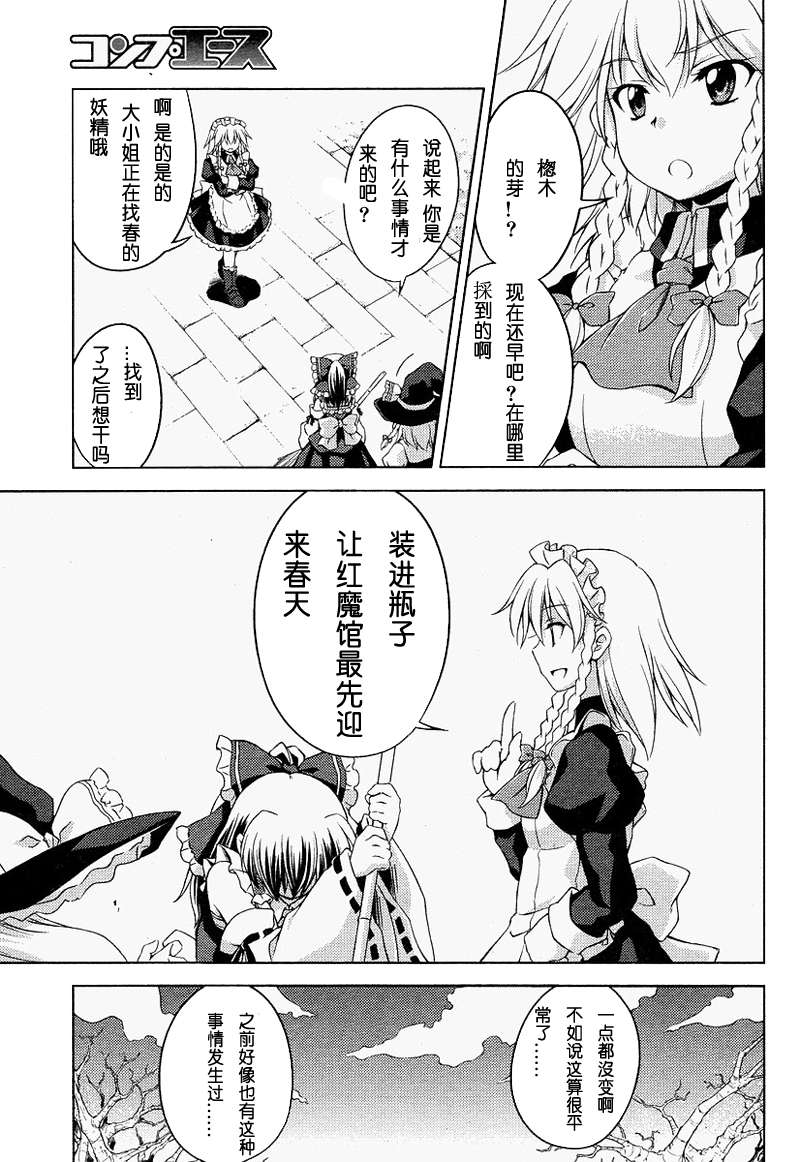 コンプエース
楤木
的芽！？
现在还早吧？在哪里
採到的啊
说起来 你是
有什么事情才
来的吧？
啊 是的是的
大小姐正在找春的
妖精哦
…找到
了之后想干吗
装进瓶子
让红魔馆最先迎
来春天
一点都沒变啊
不如说这算很平
常了……
之前好像也有这种
事情发生过……